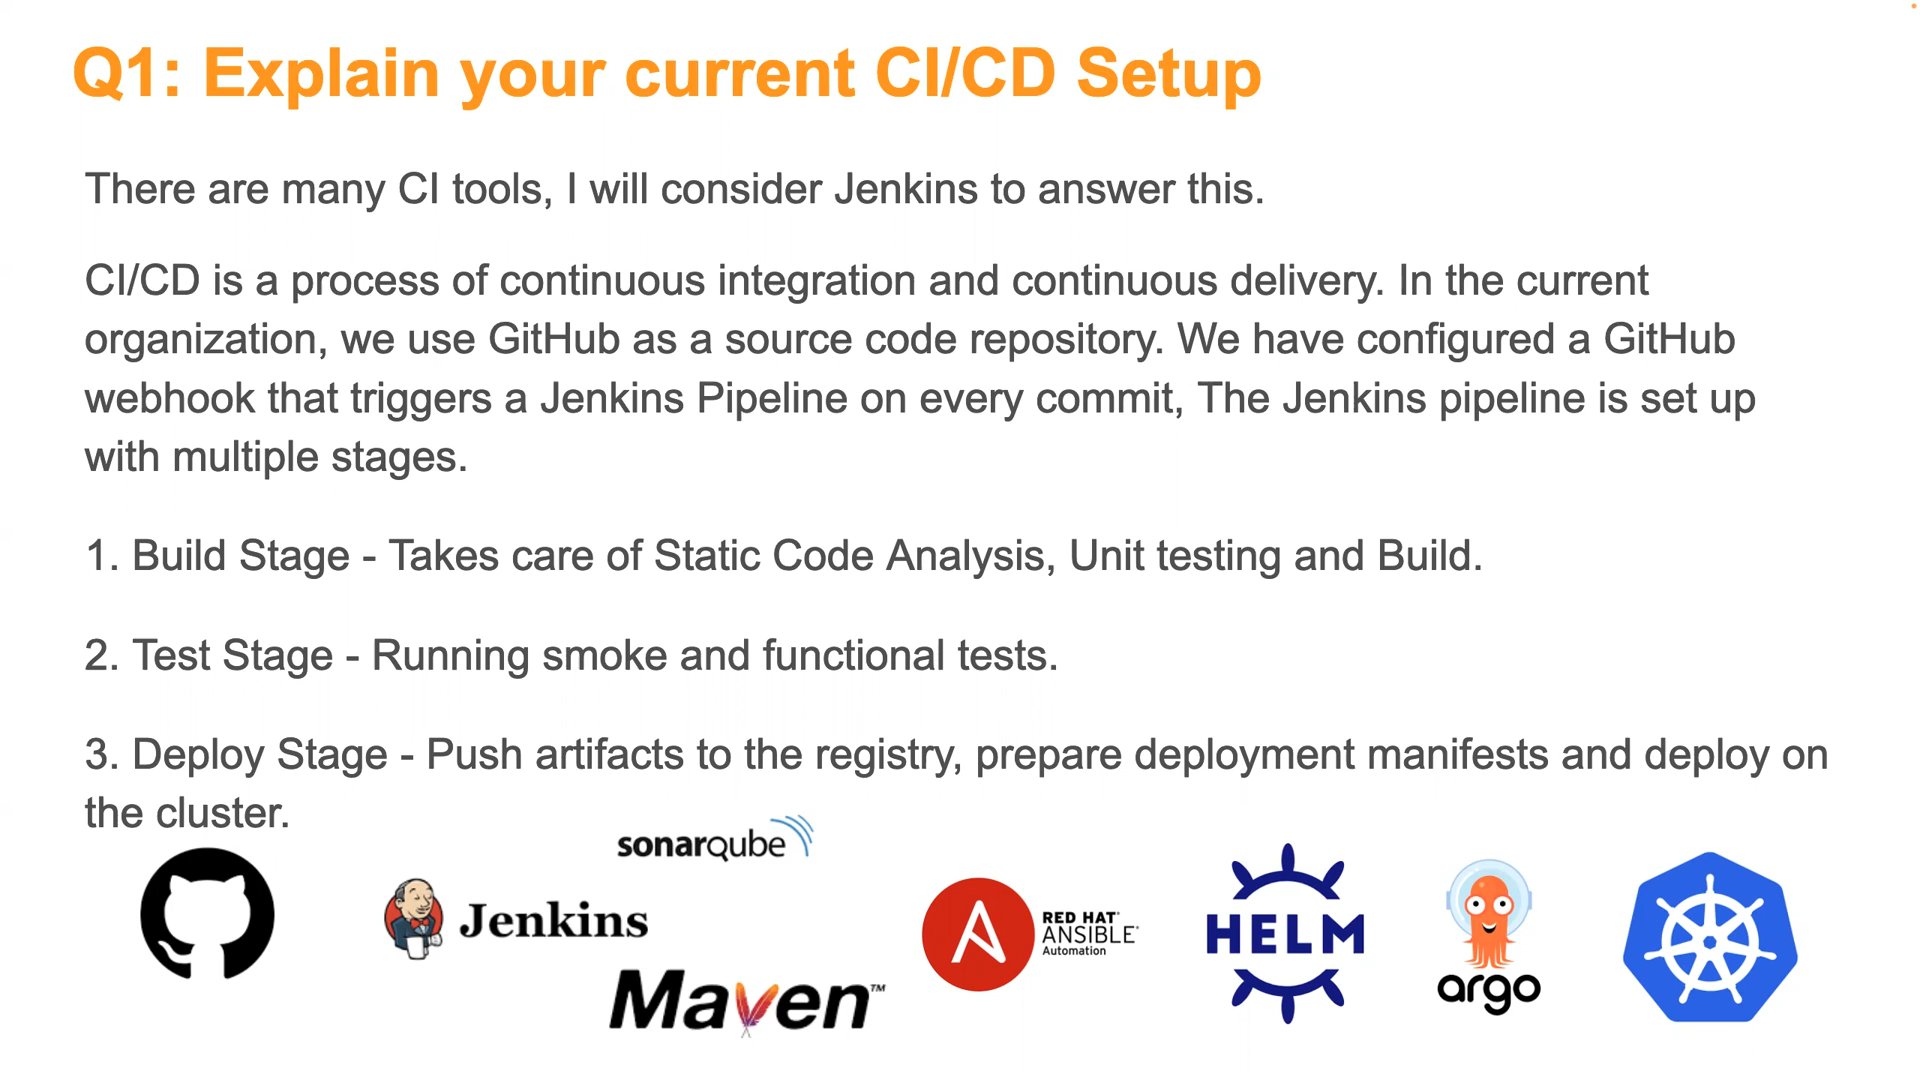 Q1: Explain your current CI/CD Setup
There are many CI tools, I will consider Jenkins to answer this.
CI/CD is a process of continuous integration and continuous delivery. In the current
organization, we use GitHub as a source code repository. We have configured a GitHub
webhook that triggers a Jenkins Pipeline on every commit, The Jenkins pipeline is set up
with multiple stages.
1. Build Stage - Takes care of Static Code Analysis, Unit testing and Build.
2. Test Stage - Running smoke and functional tests.
3. Deploy Stage - Push artifacts to the registry, prepare deployment manifests and deploy on
the cluster.
sonarqube
Jenkins
Maven™
RED HAT®
ANSIBLE®
Automation
HELM
argo